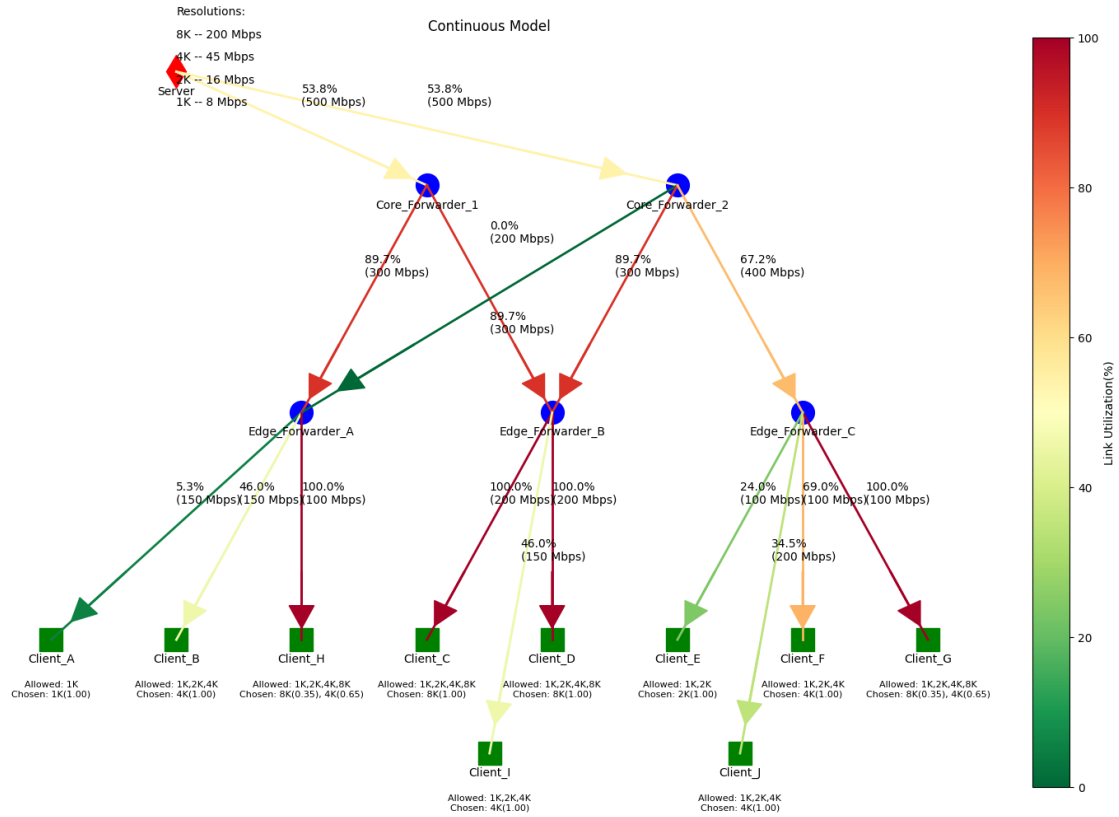 Resolutions:
8K -- 200 Mbps
4K -- 45 Mbps
2K -- 16 Mbps
1K -- 8 Mbps
Continuous Model
Server
53.8%
(500 Mbps)
53.8%
(500 Mbps)
Core_Forwarder_1
Core_Forwarder_2
0.0%
(200 Mbps)
89.7%
(300 Mbps)
89.7%
(300 Mbps)
67.2%
(400 Mbps)
89.7%
(300 Mbps)
Edge_Forwarder_A
Edge_Forwarder_B
Edge_Forwarder_C
5.3%
(150 Mbps)
46.0%
(150 Mbps)
100.0%
(100 Mbps)
100.0%
(200 Mbps)
100.0%
(200 Mbps)
24.0%
(100 Mbps)
69.0%
(100 Mbps)
100.0%
(100 Mbps)
46.0%
(150 Mbps)
34.5%
(200 Mbps)
Client_A
Allowed: 1K
Chosen: 1K(1.00)
Client_B
Allowed: 1K,2K,4K
Chosen: 4K(1.00)
Client_H
Allowed: 1K,2K,4K,8K
Chosen: 8K(0.35), 4K(0.65)
Client_C
Allowed: 1K,2K,4K,8K
Chosen: 8K(1.00)
Client_D
Allowed: 1K,2K,4K,8K
Chosen: 8K(1.00)
Client_E
Allowed: 1K,2K
Chosen: 2K(1.00)
Client_F
Allowed: 1K,2K,4K
Chosen: 4K(1.00)
Client_G
Allowed: 1K,2K,4K,8K
Chosen: 8K(0.35), 4K(0.65)
Client_I
Allowed: 1K,2K,4K
Chosen: 4K(1.00)
Client_J
Allowed: 1K,2K,4K
Chosen: 4K(1.00)
100
80
60
40
20
0
Link Utilization(%)